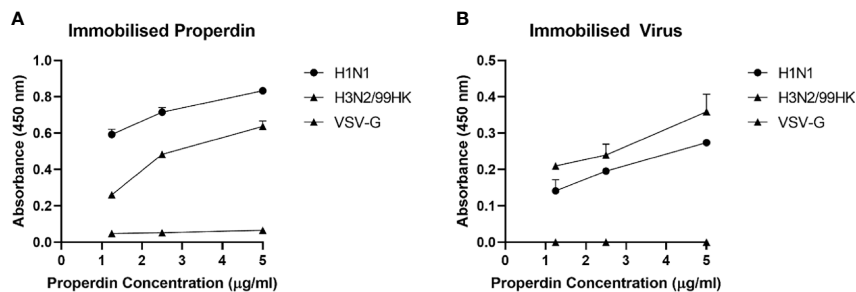 A
Immobilised Properdin
Absorbance (450 nm)
1.0
0.8
0.6
0.4
0.2
0.0
0 1 2 3 4 5
Properdin Concentration (μg/ml)
H1N1
H3N2/99HK
VSV-G
B
Immobilised Virus
Absorbance (450 nm)
0.5
0.4
0.3
0.2
0.1
0.0
0 1 2 3 4 5
Properdin Concentration (μg/ml)
H1N1
H3N2/99HK
VSV-G